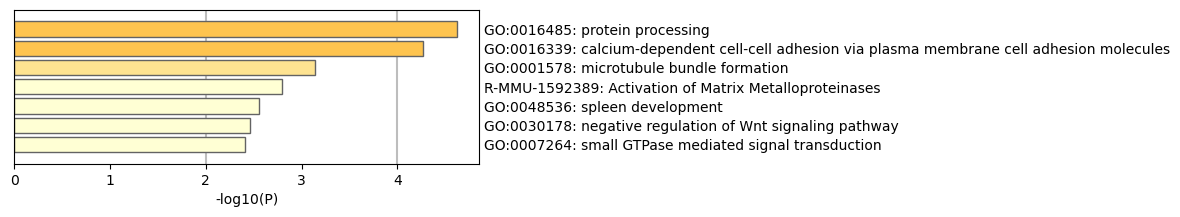 GO:0016485: protein processing
GO:0016339: calcium-dependent cell-cell adhesion via plasma membrane cell adhesion molecules
GO:0001578: microtubule bundle formation
R-MMU-1592389: Activation of Matrix Metalloproteinases
GO:0048536: spleen development
GO:0030178: negative regulation of Wnt signaling pathway
GO:0007264: small GTPase mediated signal transduction
0 1 2 3 4
-log10(P)